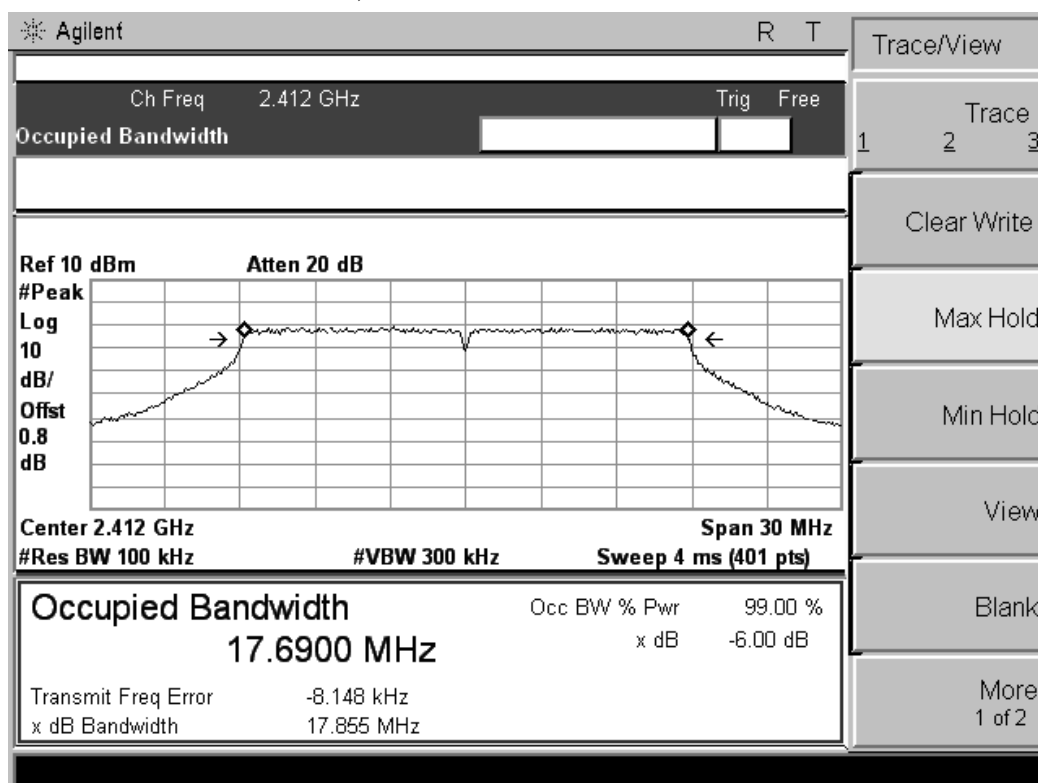 Agilent R T
Ch Freq 2.412 GHz Trig Free
Occupied Bandwidth
Ref 10 dBm Atten 20 dB
#Peak
Log
10
dB/
Offst
0.8
dB
Center 2.412 GHz Span 30 MHz
#Res BW 100 kHz #VBW 300 kHz Sweep 4 ms (401 pts)
Occupied Bandwidth Occ BW % Pwr 99.00 %
17.6900 MHz x dB -6.00 dB
Transmit Freq Error -8.148 kHz
x dB Bandwidth 17.855 MHz
Trace/View
Trace
1 2 3
Clear Write
Max Hold
Min Hold
View
Blank
More
1 of 2